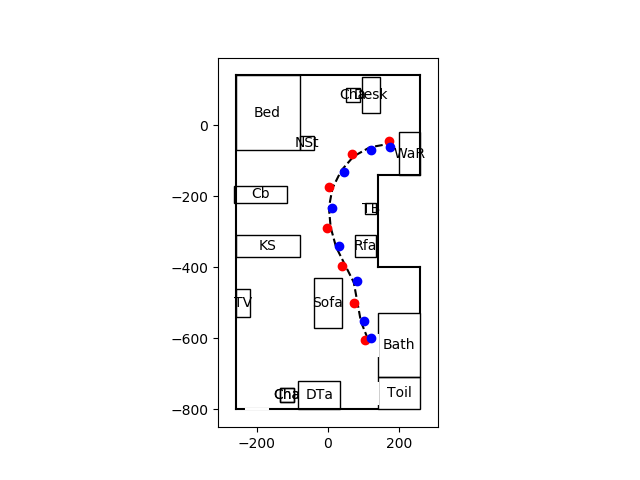 Cha Desk
Bed
0
NSt
WaR
Cb
−200
TB
KS
Rfa
−400
TV
Sofa
−600
Bath
Cha
DTa
Toil
−800
−200
0
200